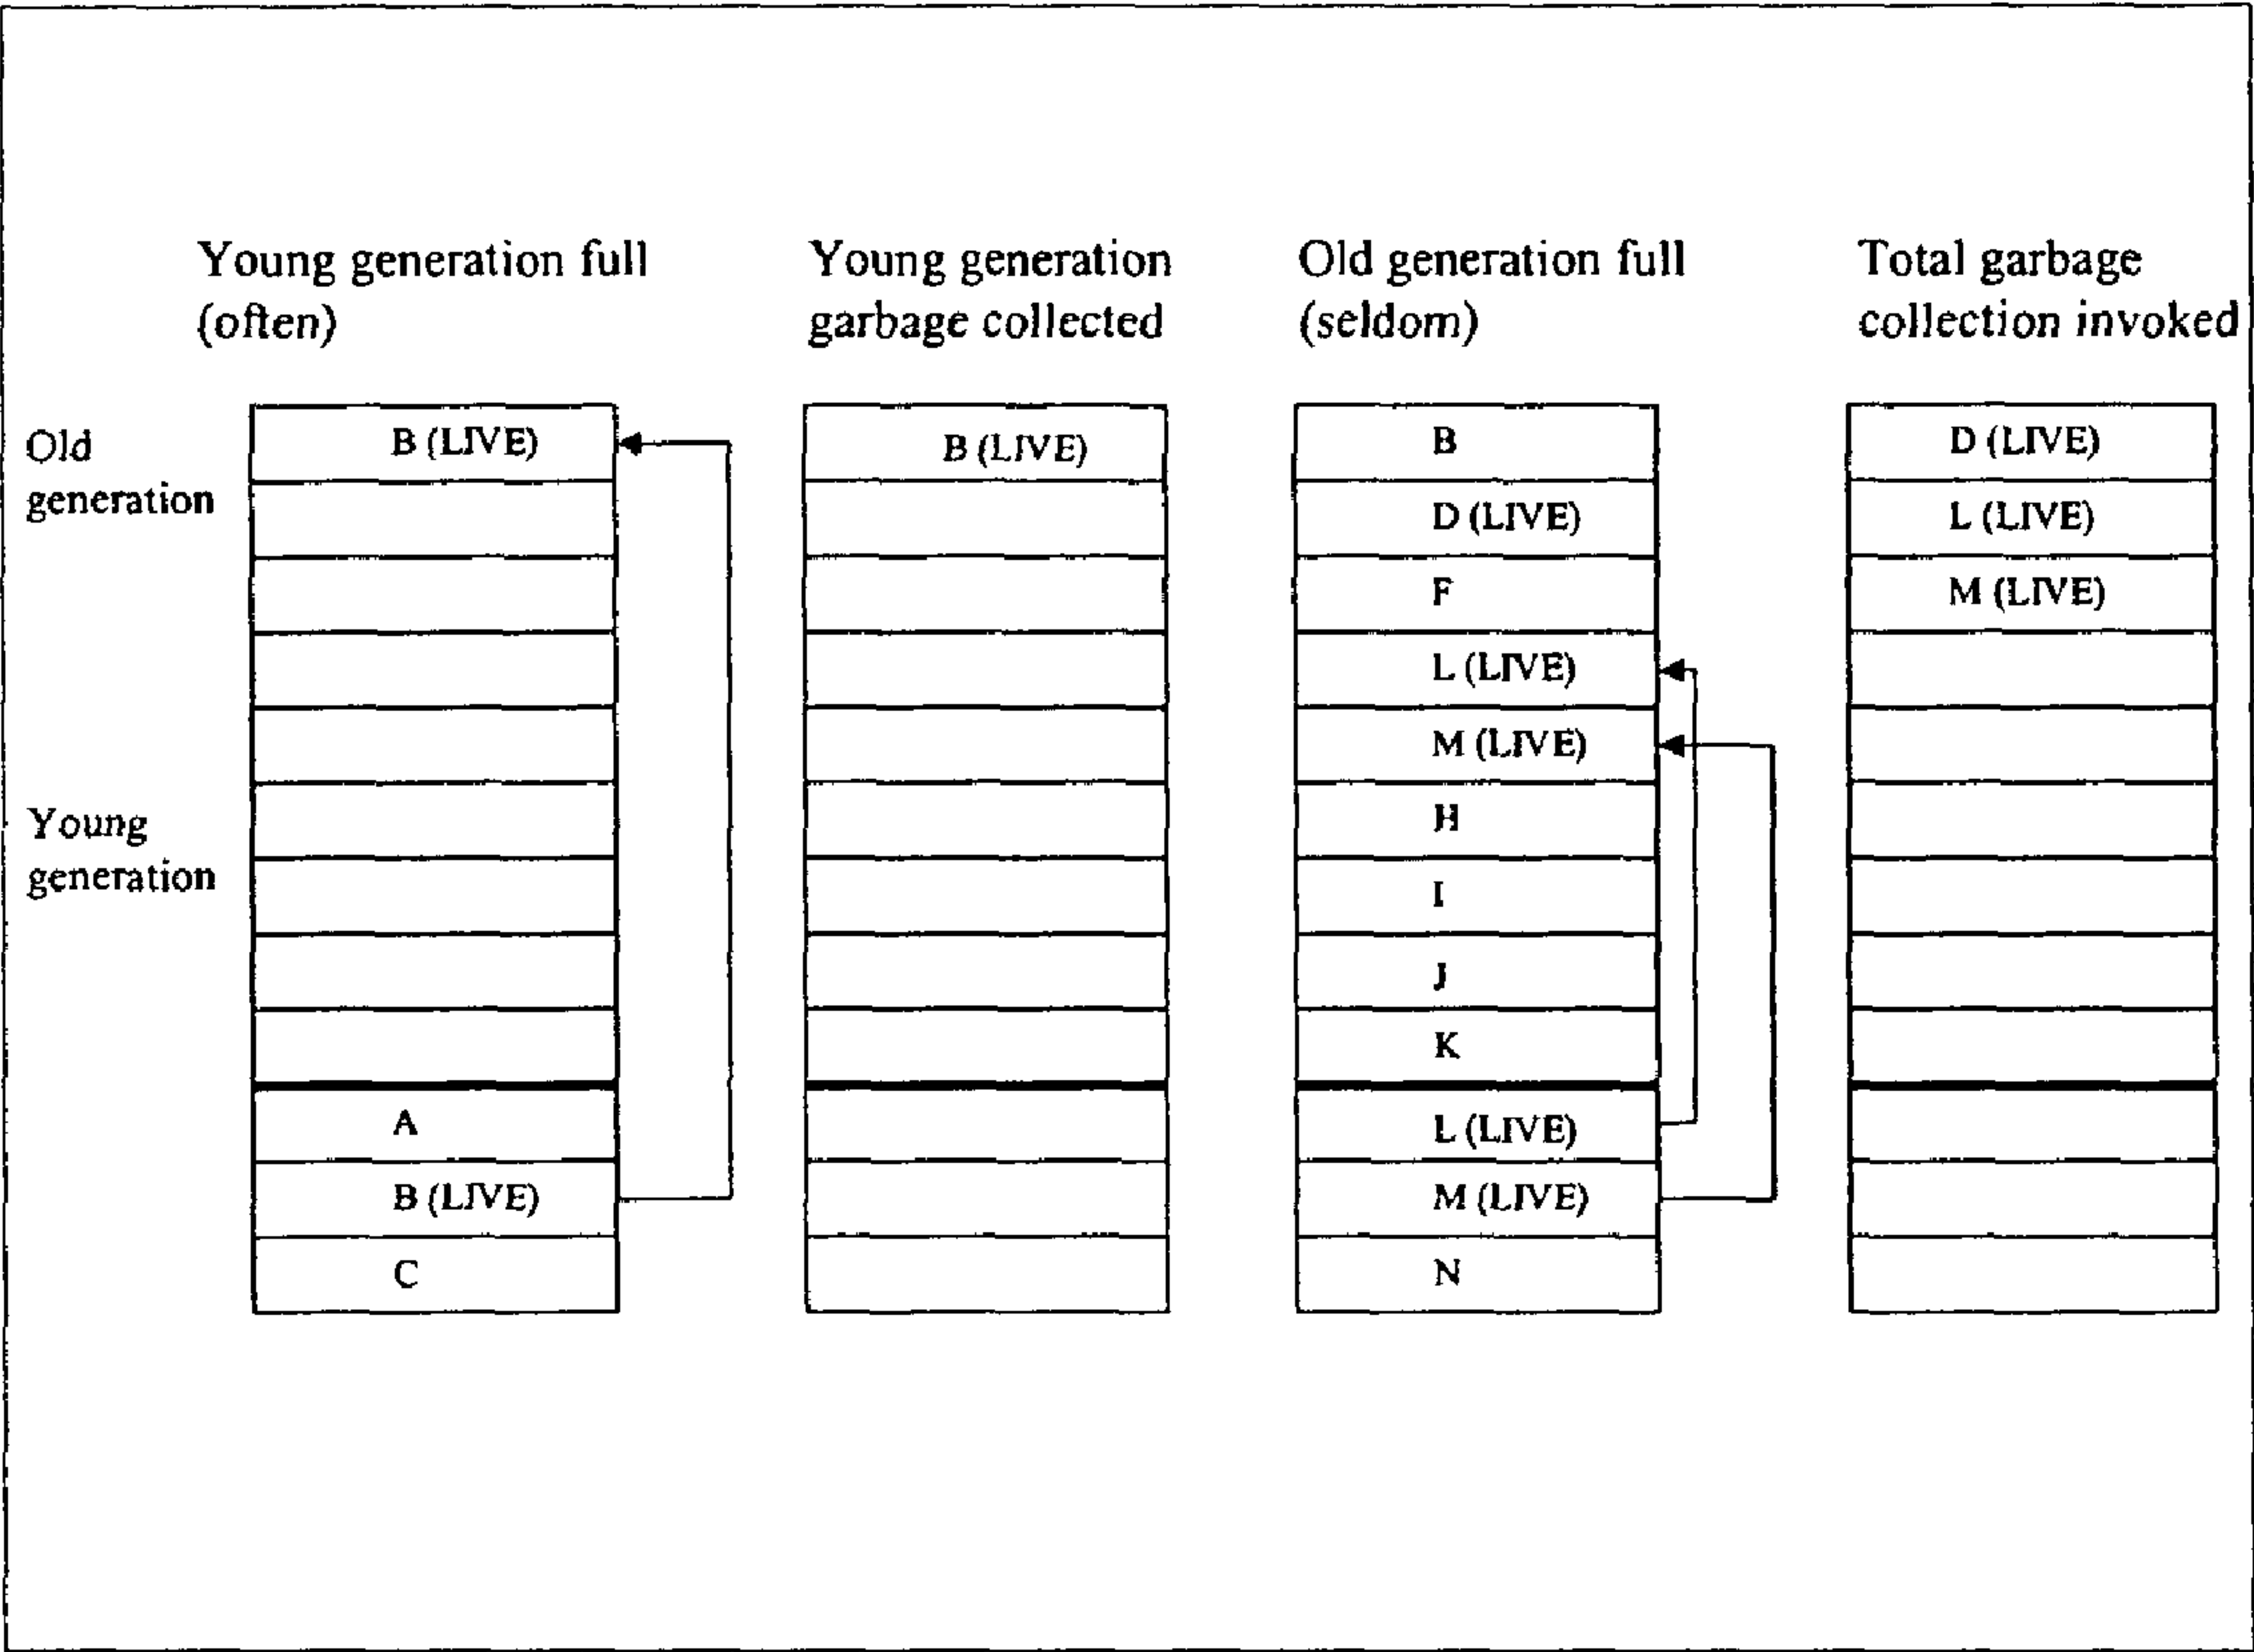 Young generation full
(often)
Young generation
garbage collected
Old generation full
(seldom)
Total garbage
collection invoked
Old
generation
Young
generation
B (LIVE)
A
B (LIVE)
C
B (LIVE)
B
D (LIVE)
F
L (LIVE)
M (LIVE)
H
I
J
K
L (LIVE)
M (LIVE)
N
D (LIVE)
L (LIVE)
M (LIVE)